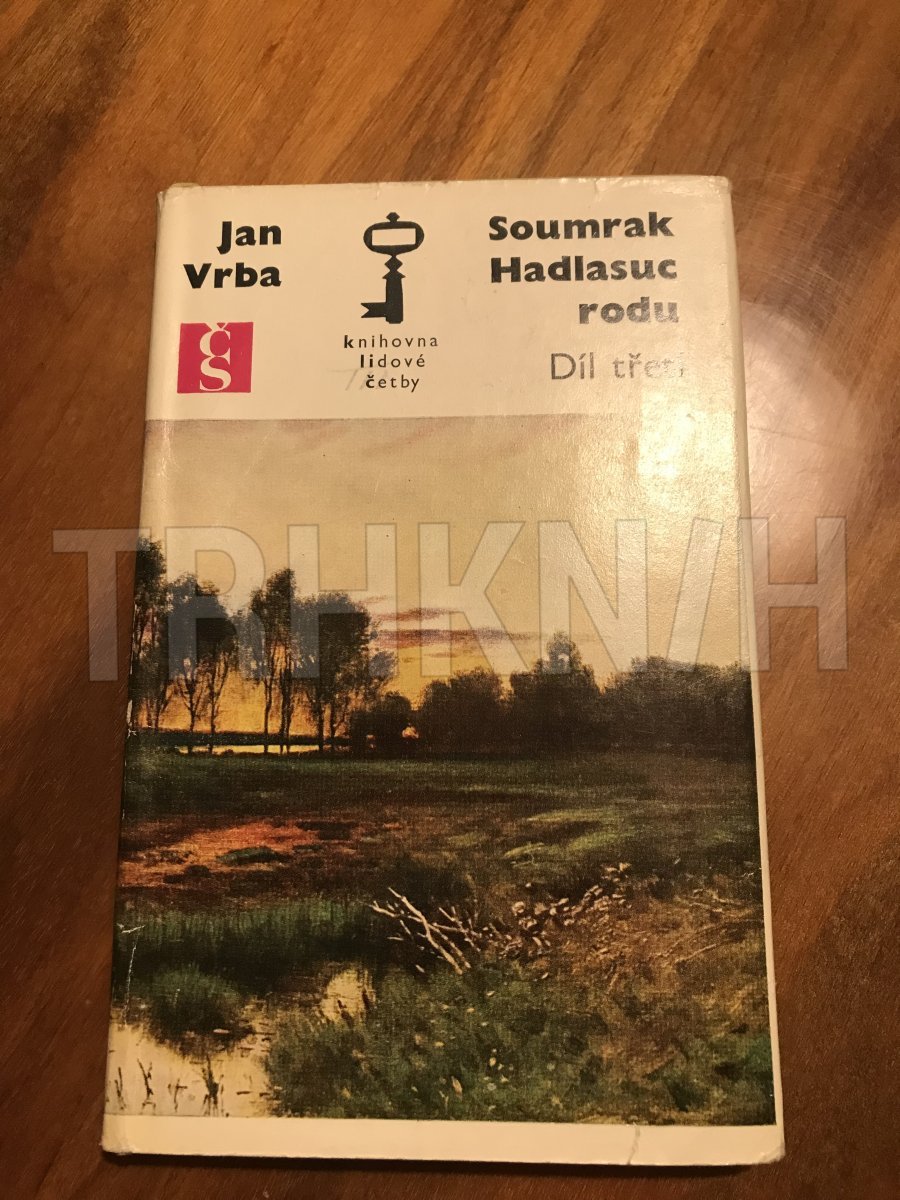 Jan
Vrba
ČS
knihovna
lidové
četby
Soumrak
Hadlasuc
rodu
Díl třetí
TRHKNIH